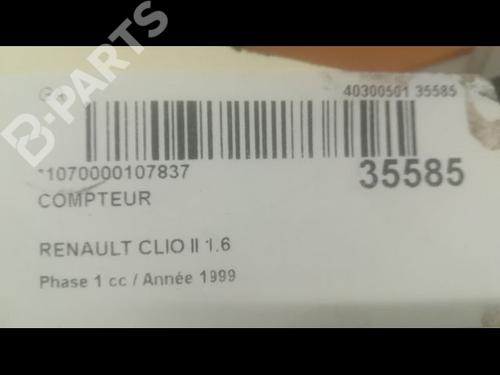 B-PARTS
40300501 35585
*1070000107837
35585
COMPTEUR
RENAULT CLIO II 1.6
Phase 1 cc / Année 1999